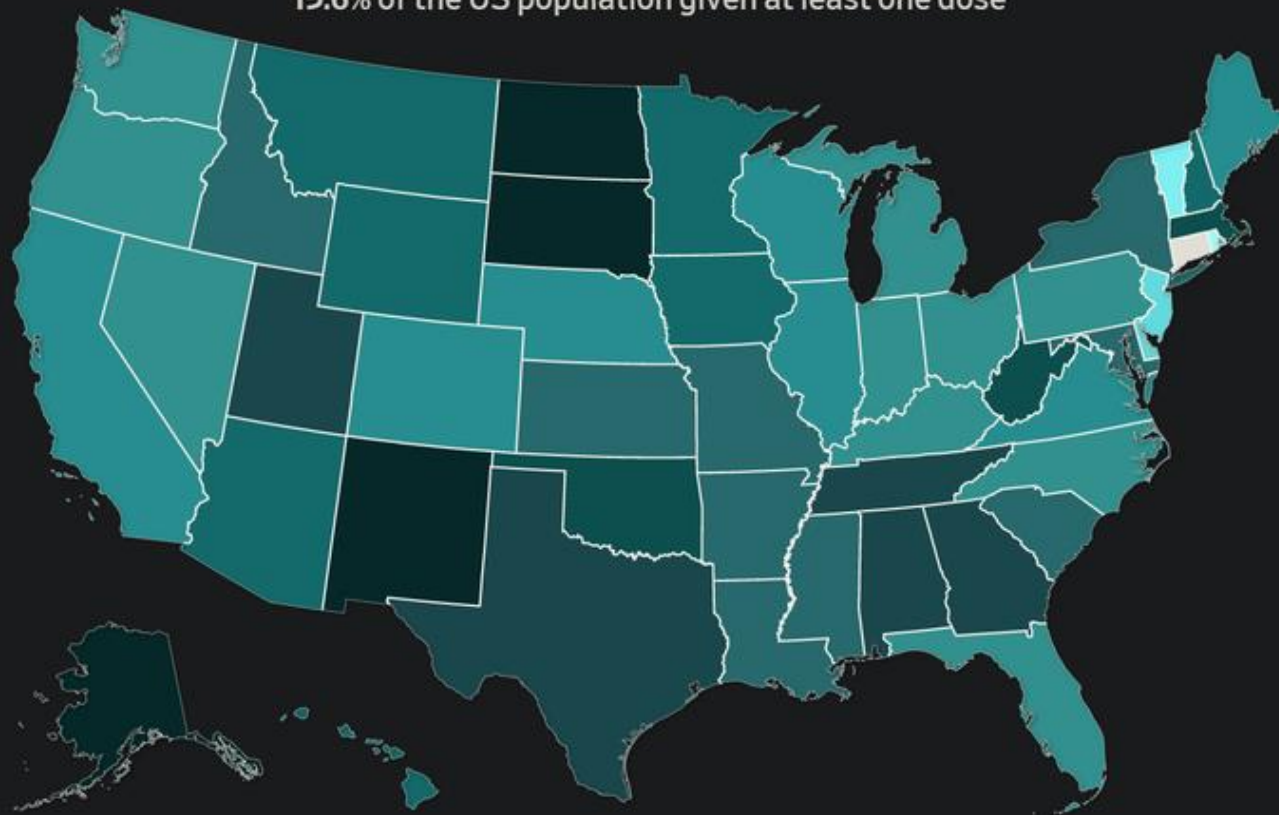 of the US population given at least one dose